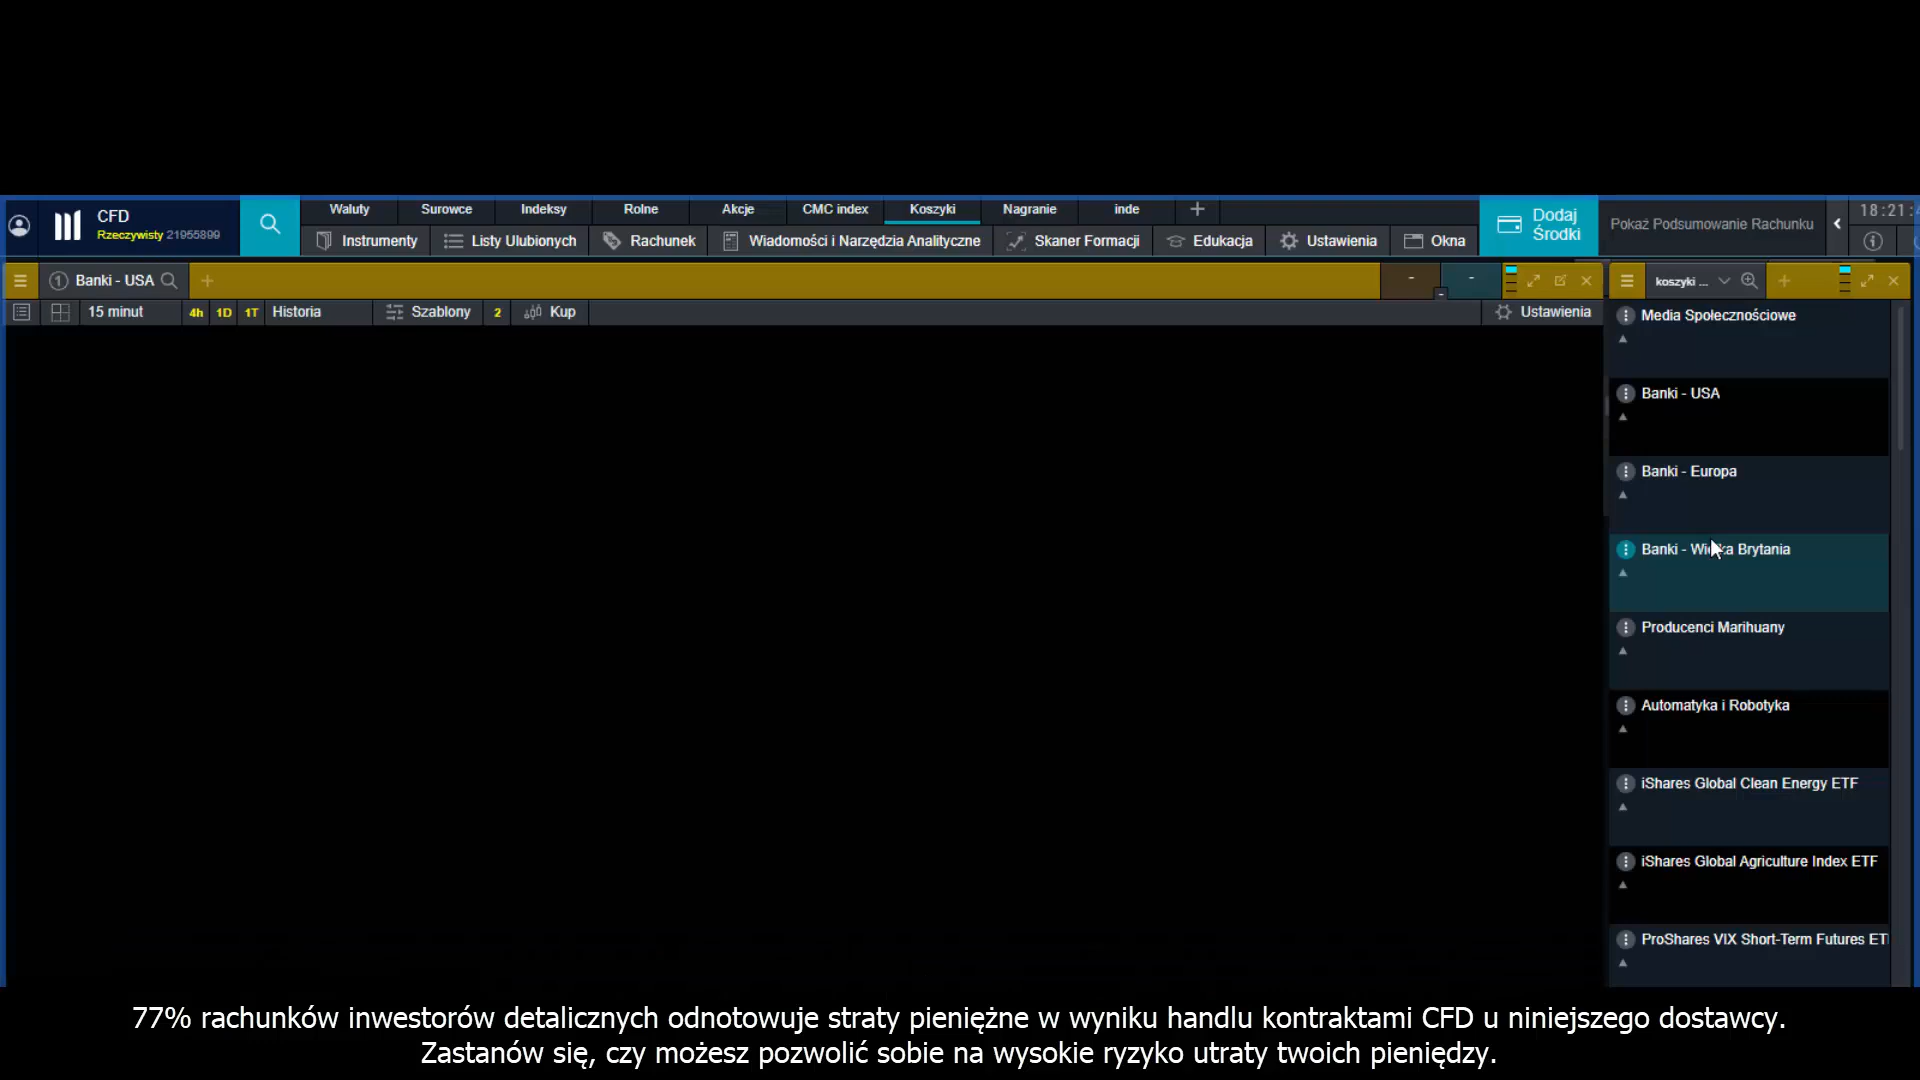 CFD
Rzeczywisty 21955899
Waluty Surowce Indeksy Rolne Akcje CMC index Koszyki Nagranie inde
Instrumenty Listy Ulubionych Rachunek Wiadomości i Narzędzia Analityczne Skaner Formacji Edukacja Ustawienia Okna
Dodaj
Środki
Pokaż Podsumowanie Rachunku
18:21:
1 Banki - USA
koszyki ...
15 minut 4h 1D 1T Historia Szablony 2 Kup Ustawienia
Media Społecznościowe
Banki - USA
Banki - Europa
Banki - Wielka Brytania
Producenci Marihuany
Automatyka i Robotyka
iShares Global Clean Energy ETF
iShares Global Agriculture Index ETF
ProShares VIX Short-Term Futures ET
77% rachunków inwestorów detalicznych odnotowuje straty pieniężne w wyniku handlu kontraktami CFD u niniejszego dostawcy.
Zastanów się, czy możesz pozwolić sobie na wysokie ryzyko utraty twoich pieniędzy.